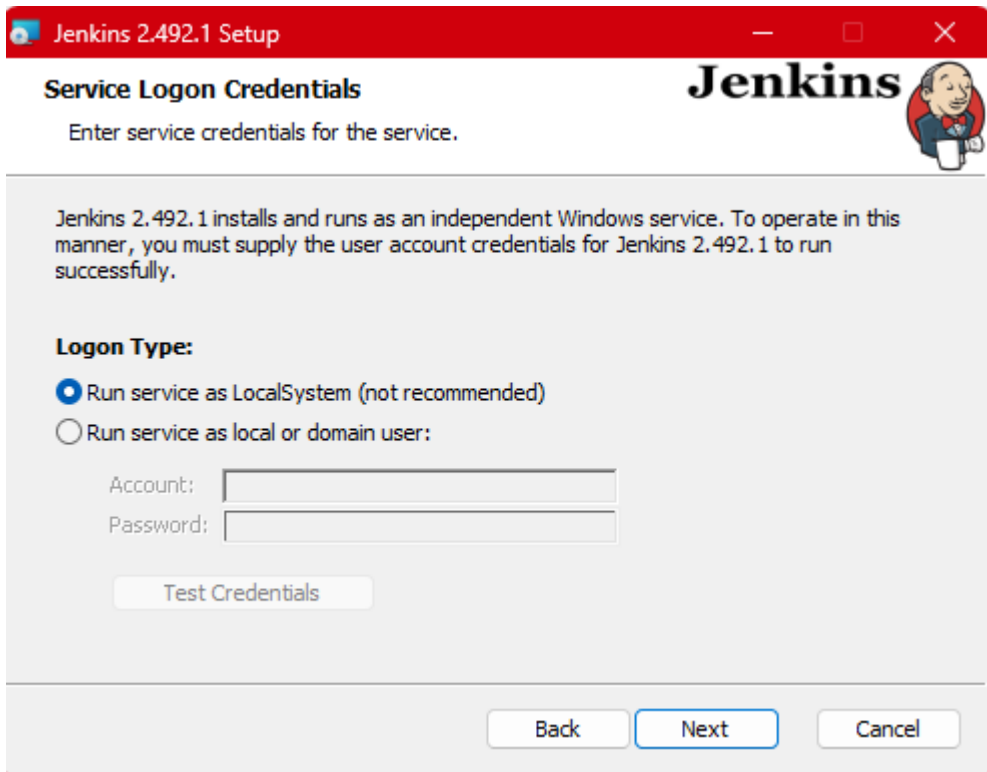 Jenkins 2.492.1 Setup
Service Logon Credentials
Jenkins
Enter service credentials for the service.
Jenkins 2.492.1 installs and runs as an independent Windows service. To operate in this
manner, you must supply the user account credentials for Jenkins 2.492.1 to run
successfully.
Logon Type:
Run service as LocalSystem (not recommended)
Run service as local or domain user:
Account:
Password:
Test Credentials
Back Next Cancel